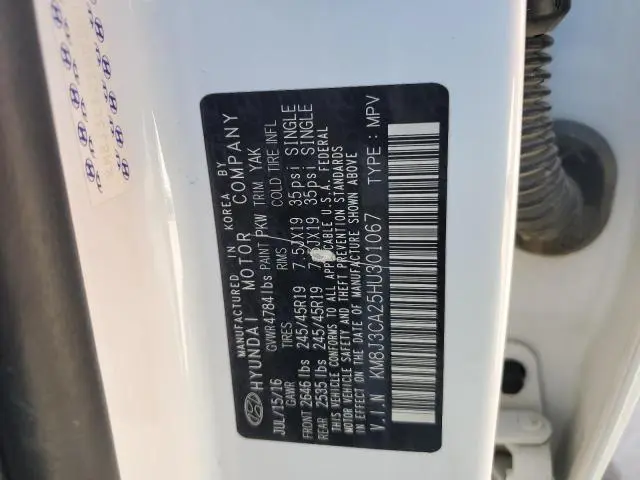 MANUFACTURED IN KOREA BY
HYUNDAI MOTOR COMPANY
JUL/15/16 GVWR 4784 lbs PAINT PKW TRIM YAK
GAWR TIRES RIMS COLD TIRE INFL
FRONT 2646 lbs 245/45R19 7.5JX19 35psi SINGLE
REAR 2535 lbs 245/45R19 35psi SINGLE
THIS VEHICLE CONFORMS TO ALL APPLICABLE U.S.A. FEDERAL
MOTOR VEHICLE SAFETY, BUMPER, AND THEFT PREVENTION STANDARDS
IN EFFECT ON THE DATE OF MANUFACTURE SHOWN ABOVE
V.I.N KM8J3CA25HU301067 TYPE : MPV